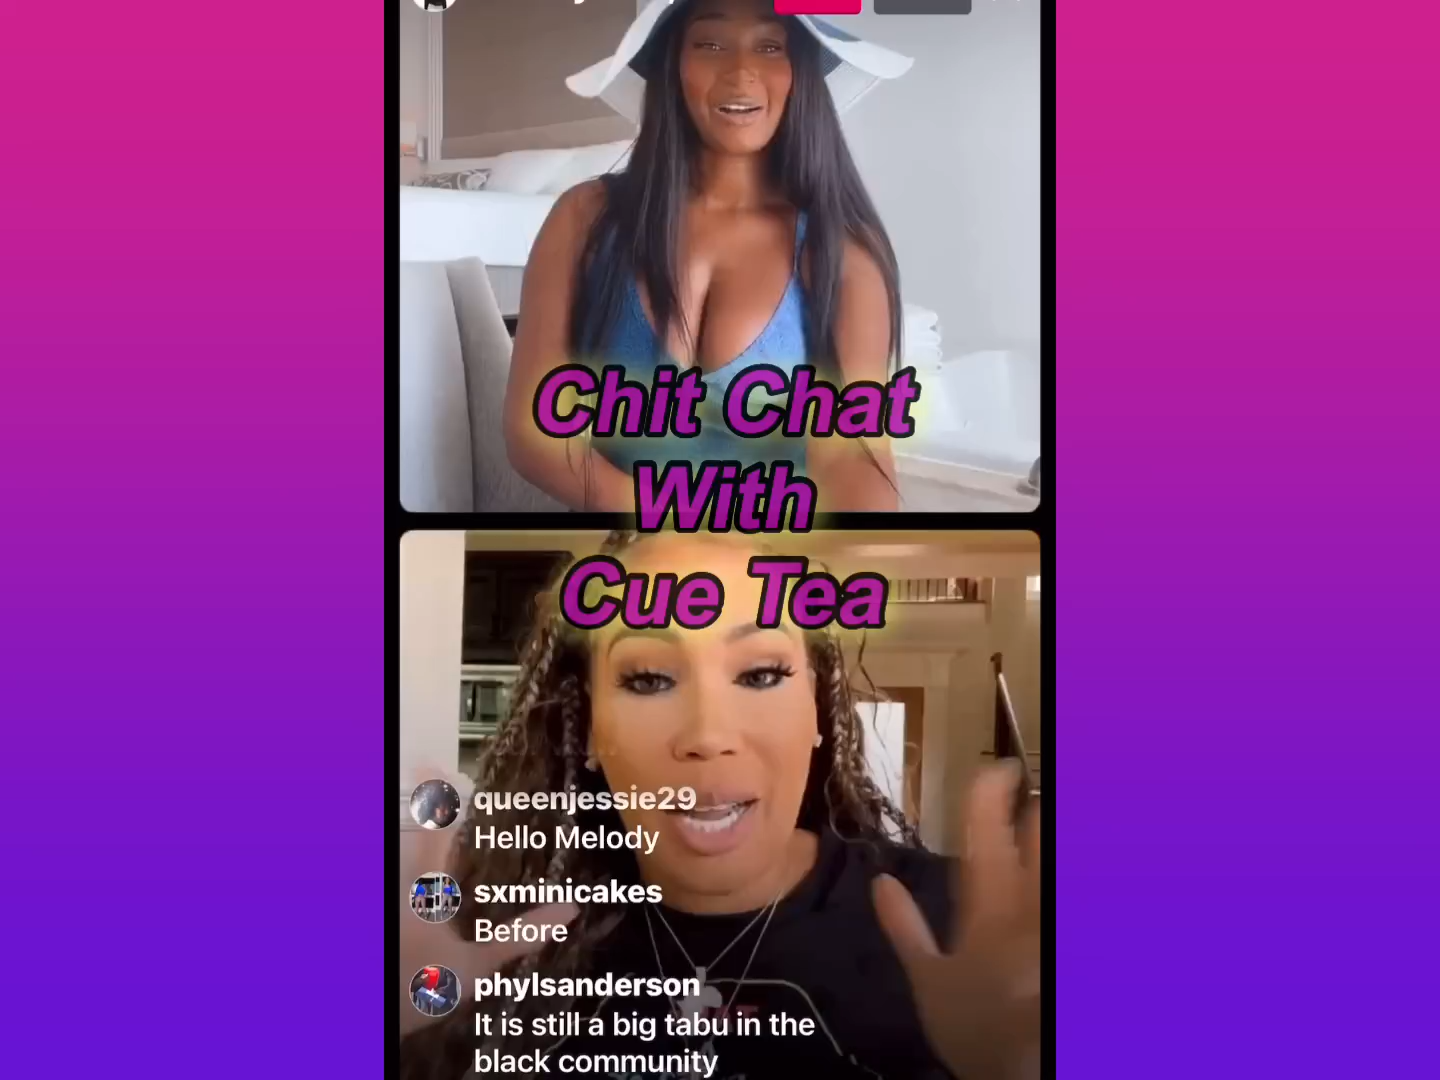 Chit Chat
With
Cue Tea
queenjessie29
Hello Melody
sxminicakes
Before
phylsanderson
It is still a big tabu in the
black community